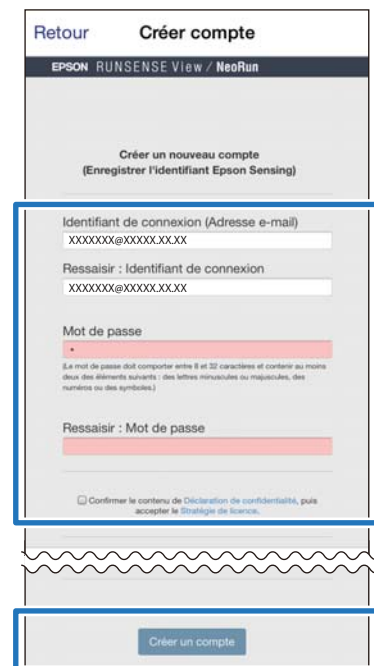 Retour Créer compte
EPSON RUNSENSE View / NeoRun
Créer un nouveau compte
(Enregistrer l'identifiant Epson Sensing)
Identifiant de connexion (Adresse e-mail)
XXXXXXX@XXXXX.XX.XX
Ressaisir : Identifiant de connexion
XXXXXXX@XXXXX.XX.XX
Mot de passe
•
(Le mot de passe doit comporter entre 8 et 32 caractères et contenir au moins
deux des éléments suivants : des lettres minuscules ou majuscules, des
numéros ou des symboles.)
Ressaisir : Mot de passe
Confirmer le contenu de Déclaration de confidentialité, puis
accepter le Stratégie de licence.
Créer un compte